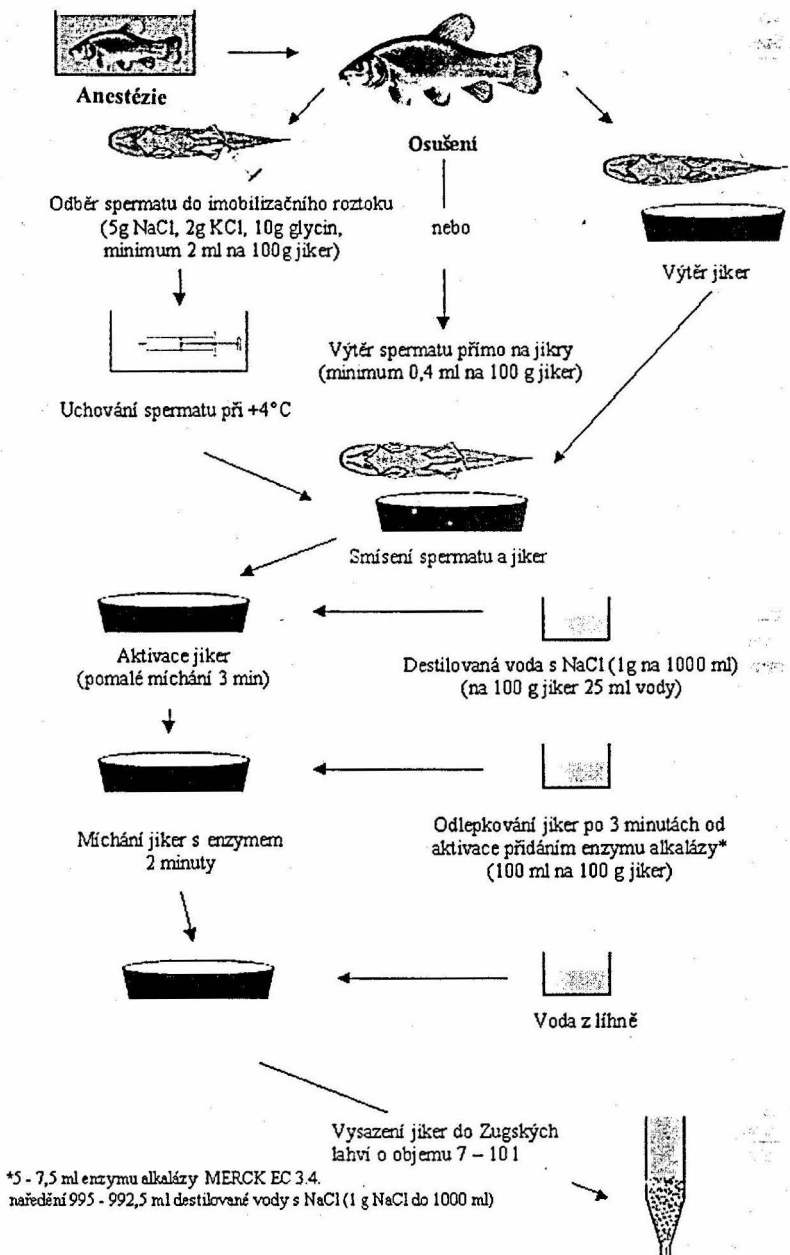 Anestézie
Osušení
Odběr spermatu do imobilizačního roztoku
(5g NaCl, 2g KCl, 10g glycin,
minimum 2 ml na 100g jiker)
nebo
Výtěr jiker
Výtěr spermatu přímo na jikry
(minimum 0,4 ml na 100 g jiker)
Uchování spermatu při +4°C
Smísení spermatu a jiker
Aktivace jiker
(pomalé míchání 3 min)
Destilovaná voda s NaCl (1g na 1000 ml)
(na 100 g jiker 25 ml vody)
Míchání jiker s enzymem
2 minuty
Odlepkování jiker po 3 minutách od
aktivace přidáním enzymu alkalázy*
(100 ml na 100 g jiker)
Voda z líhně
Vysazení jiker do Zugských
lahví o objemu 7 – 10 l
*5 - 7,5 ml enzymu alkalázy MERCK EC 3.4.
naředění 995 - 992,5 ml destilované vody s NaCl (1 g NaCl do 1000 ml)